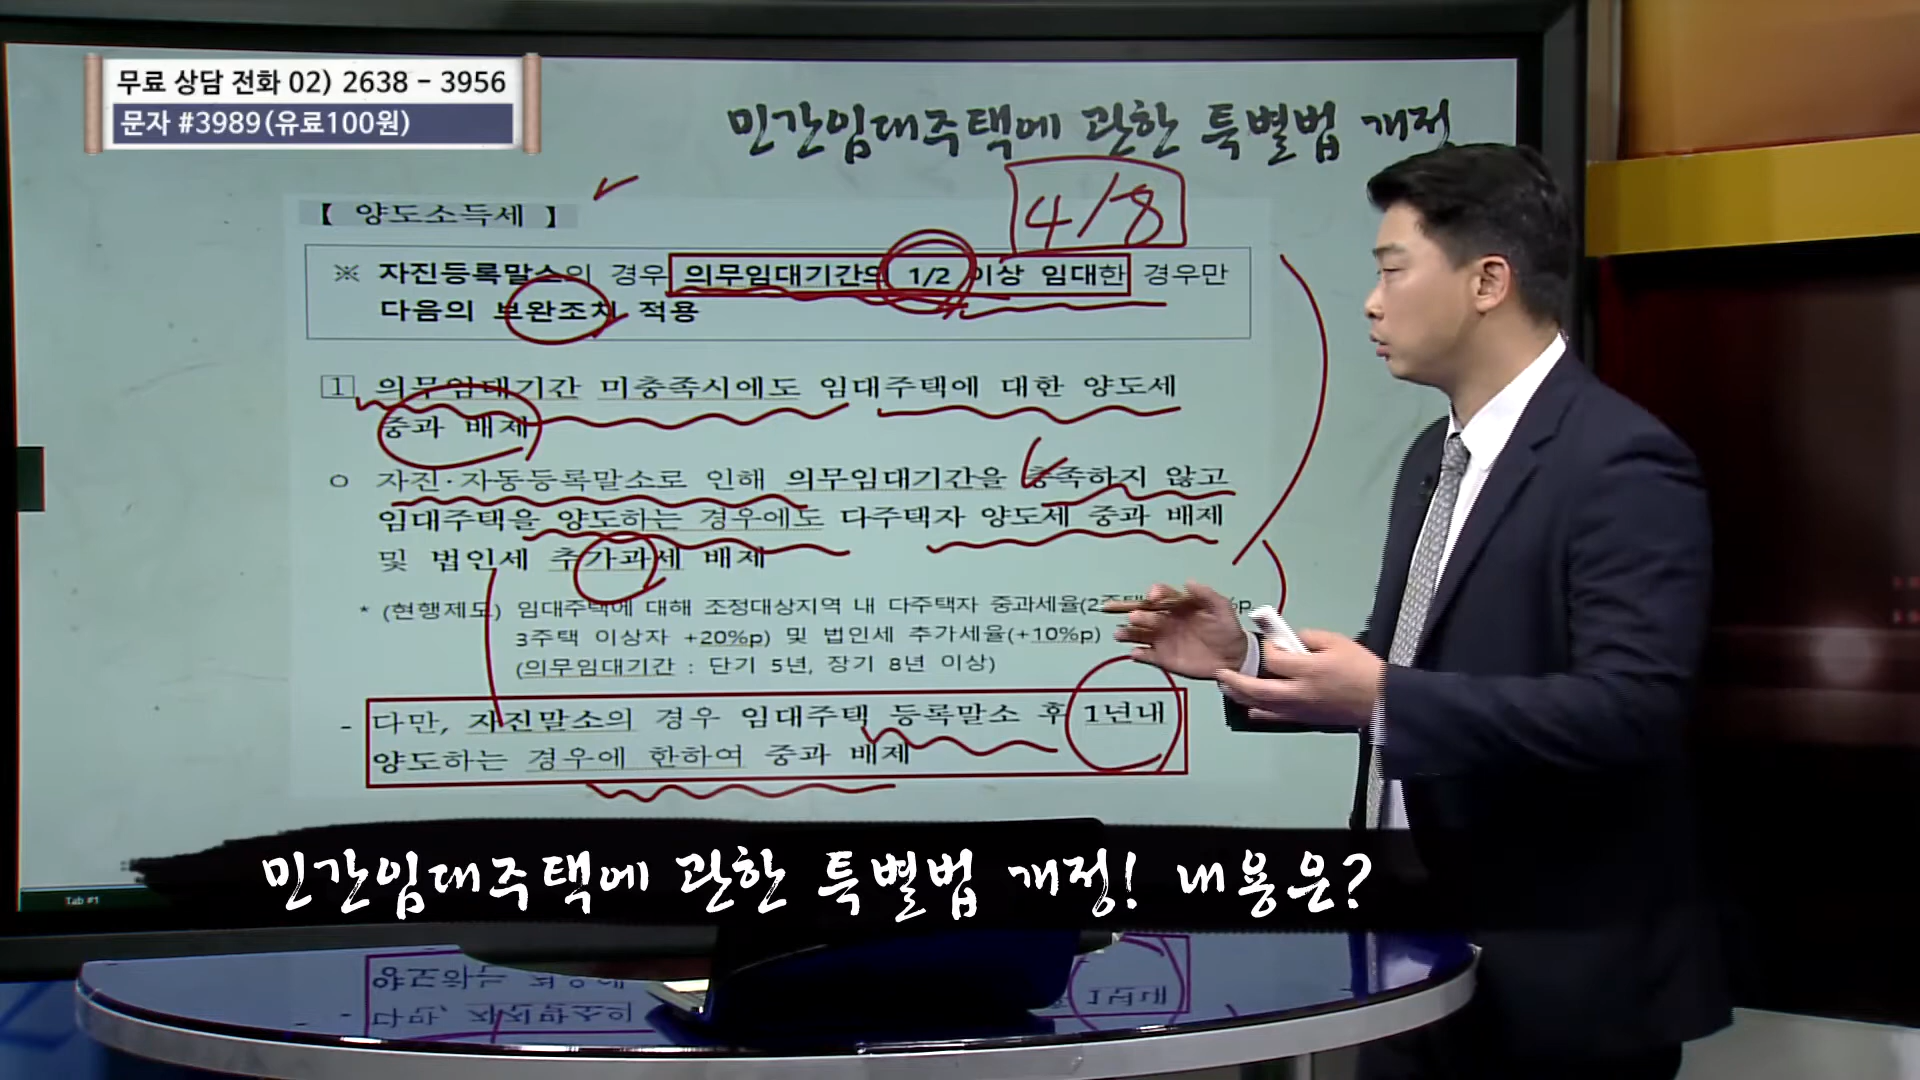 무료 상담 전화 02) 2638 - 3956
문자 #3989(유료100원)
민간임대주택에 관한 특별법 개정
4/8
【 양도소득세 】
※ 자진등록말소의 경우 의무임대기간의 1/2 이상 임대한 경우만
다음의 보완조치 적용
1 의무임대기간 미충족시에도 임대주택에 대한 양도세
중과 배제
ㅇ 자진·자동등록말소로 인해 의무임대기간을 충족하지 않고
임대주택을 양도하는 경우에도 다주택자 양도세 중과 배제
및 법인세 추가과세 배제
* (현행제도) 임대주택에 대해 조정대상지역 내 다주택자 중과세율(2주택
3주택 이상자 +20%p) 및 법인세 추가세율(+10%p)
(의무임대기간 : 단기 5년, 장기 8년 이상)
- 다만, 자진말소의 경우 임대주택 등록말소 후 1년내
양도하는 경우에 한하여 중과 배제
민간임대주택에 관한 특별법 개정! 내용은?
Tab #1